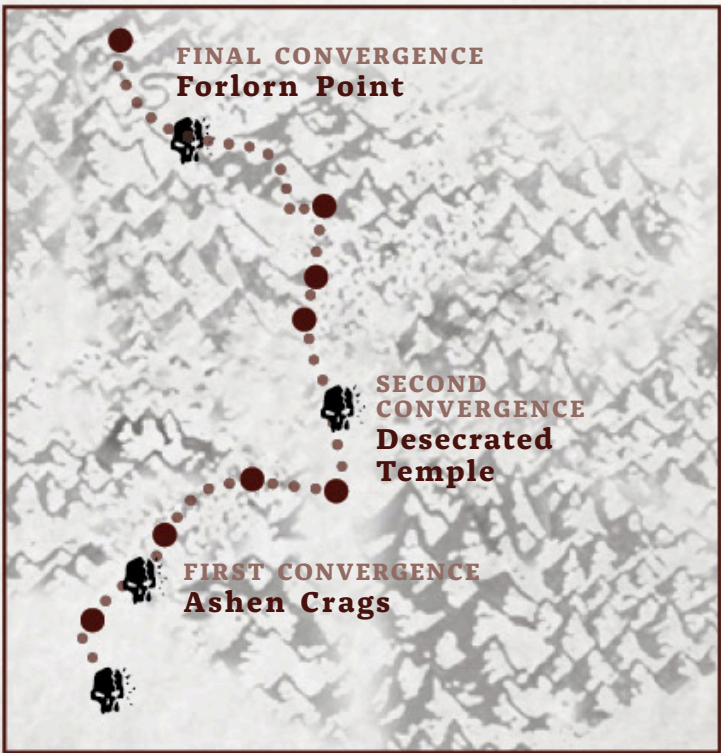 FINAL CONVERGENCE
Forlorn Point
SECOND
CONVERGENCE
Desecrated
Temple
FIRST CONVERGENCE
Ashen Crags